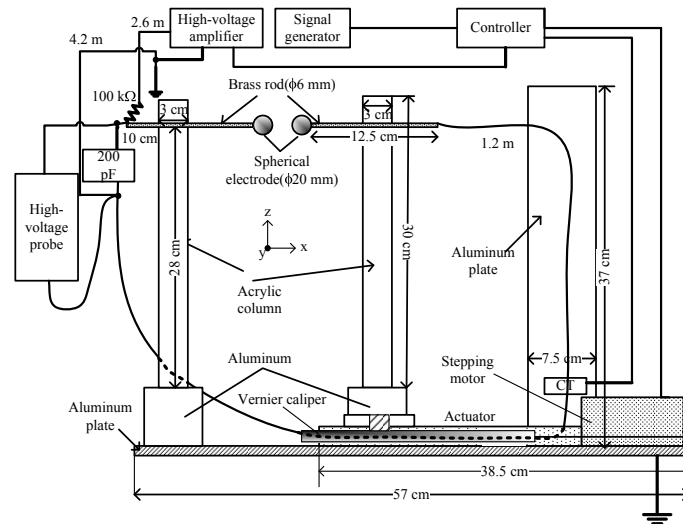 2.6 m
High-voltage
amplifier
Signal
generator
Controller
4.2 m
100 kΩ
Brass rod(ϕ6 mm)
3 cm
3 cm
10 cm
12.5 cm
1.2 m
200
pF
Spherical
electrode(ϕ20 mm)
High-
voltage
probe
z
y
x
28 cm
30 cm
37 cm
Aluminum
plate
Acrylic
column
7.5 cm
Stepping
motor
CT
Aluminum
Vernier caliper
Actuator
Aluminum
plate
38.5 cm
57 cm